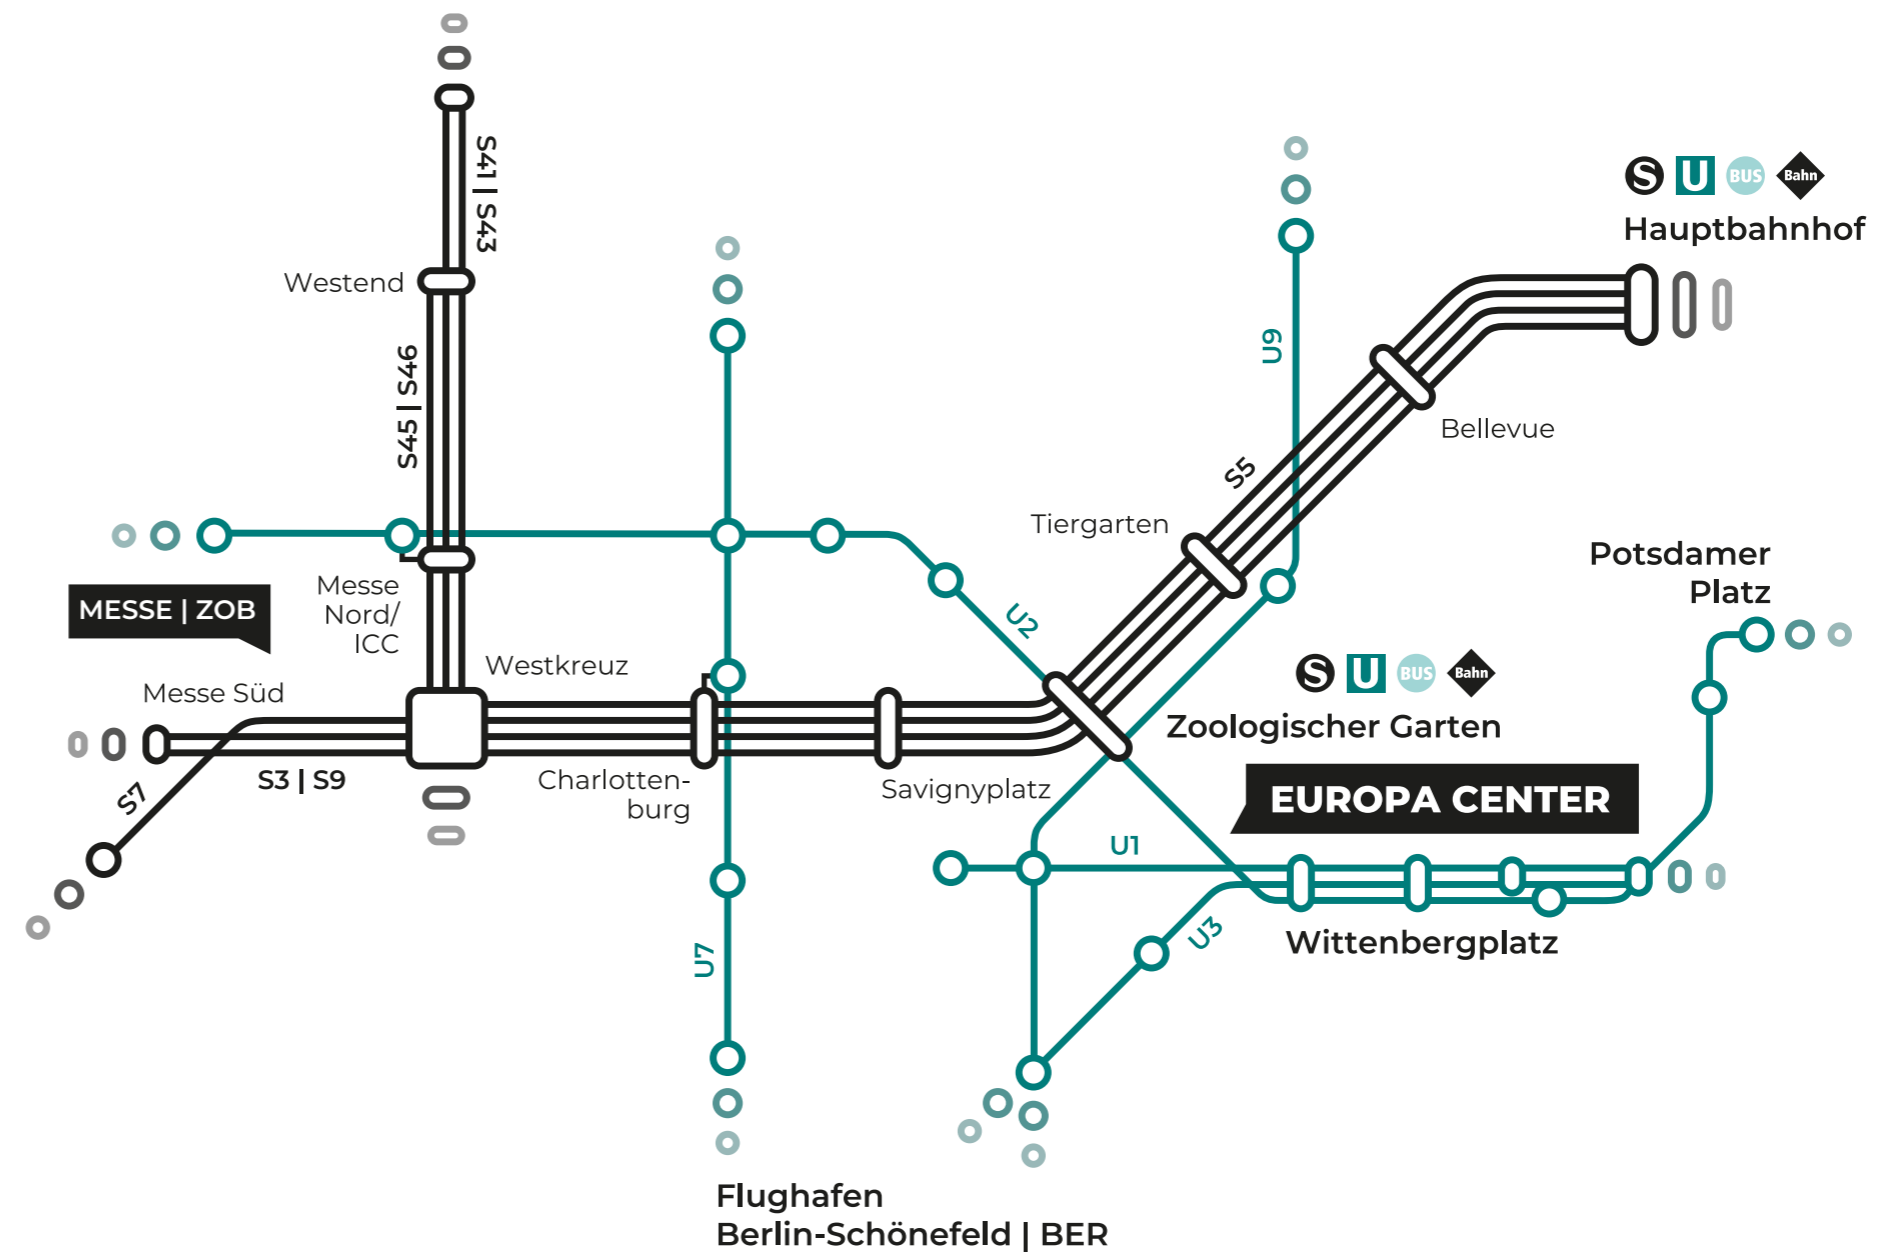 S41 | S43
S
U
BUS
Bahn
Hauptbahnhof
Westend
U9
S45 | S46
Bellevue
S5
Tiergarten
Potsdamer
Platz
MESSE | ZOB
Messe
Nord/
ICC
U2
Westkreuz
S
U
BUS
Bahn
Messe Süd
Zoologischer Garten
S3 | S9
S7
Charlotten-
burg
Savignyplatz
EUROPA CENTER
U1
U3
Wittenbergplatz
U7
Flughafen
Berlin-Schönefeld | BER